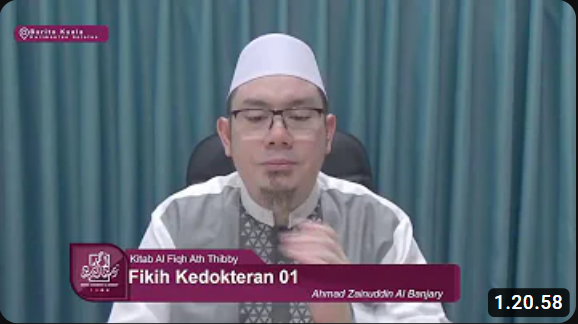 Barito Kuala
Kalimantan Selatan
Kitab Al Fiqh Ath Thibby
Fikih Kedokteran 01
Ahmad Zainuddin Al Banjary
1.20.58